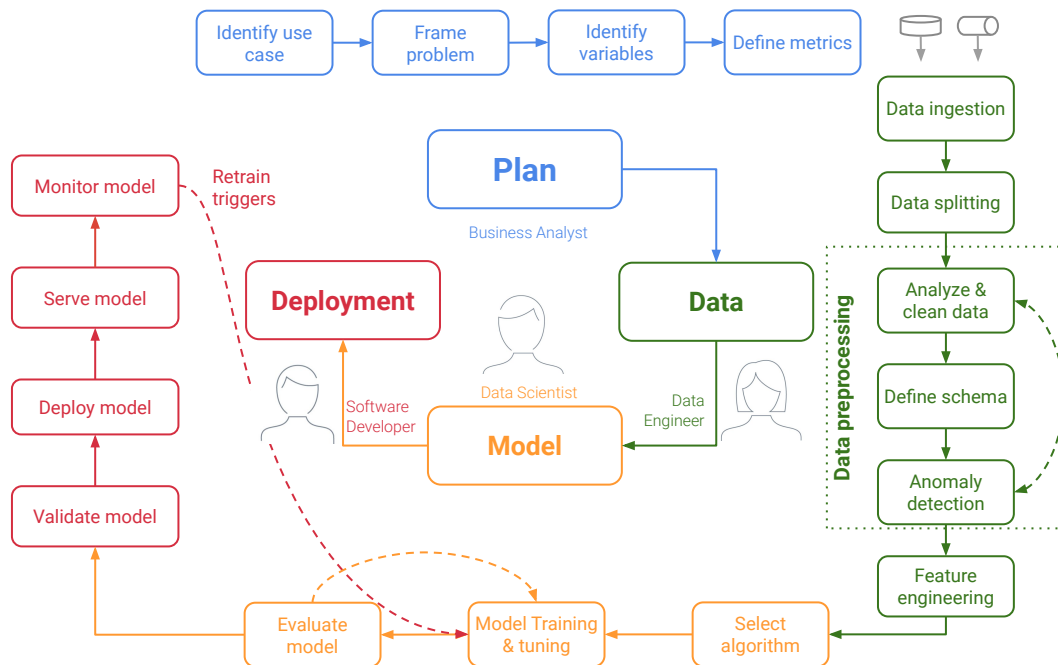 Identify use
case
Frame
problem
Identify
variables
Define metrics
Data ingestion
Data splitting
Data preprocessing
Analyze &
clean data
Define schema
Anomaly
detection
Feature
engineering
Select
algorithm
Model Training
& tuning
Evaluate
model
Validate model
Deploy model
Serve model
Monitor model
Retrain
triggers
Plan
Business Analyst
Data
Data
Engineer
Model
Data Scientist
Software
Developer
Deployment